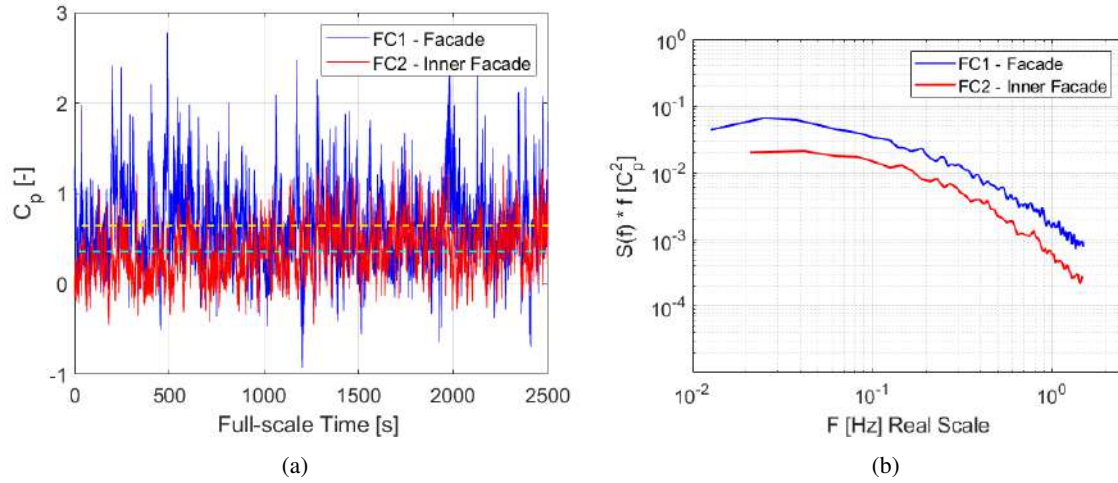 3
2
1
0
-1
C_p [-]
FC1 - Facade
FC2 - Inner Facade
0 500 1000 1500 2000 2500
Full-scale Time [s]
(a)
10^0
10^-1
10^-2
10^-3
10^-4
S(f) * f [C_p^2]
FC1 - Facade
FC2 - Inner Facade
10^-2 10^-1 10^0
F [Hz] Real Scale
(b)